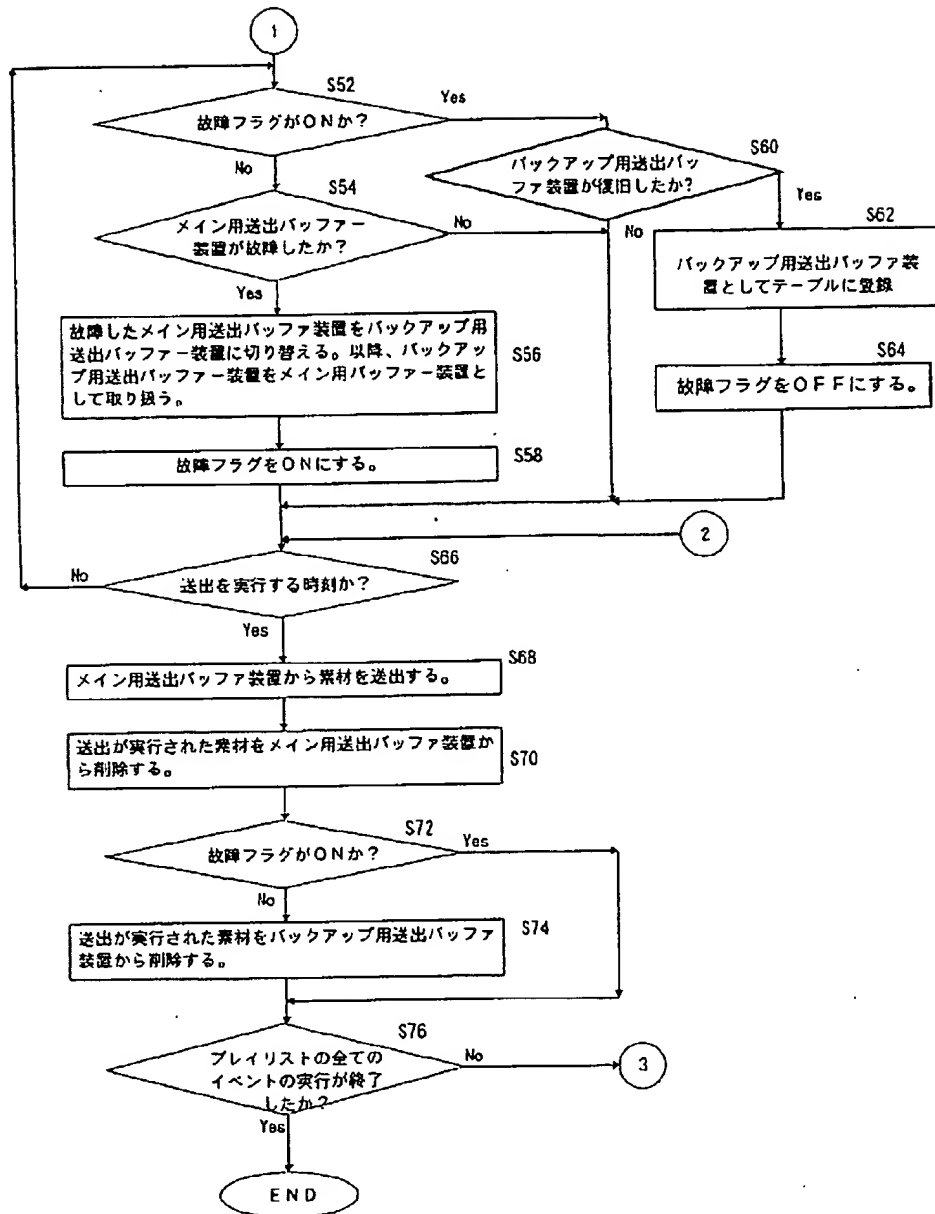 1
S52
故障フラグがONか?
Yes
No
S60
バックアップ用送出バッ
ファ装置が復旧したか?
Yes
No
S54
メイン用送出バッファー
装置が故障したか?
No
Yes
S62
バックアップ用送出バッファ装
置としてテーブルに登録
故障したメイン用送出バッファ装置をバックアップ用
送出バッファー装置に切り替える。以降、バックアッ
プ用送出バッファー装置をメイン用バッファー装置と
して取り扱う。
S56
S64
故障フラグをOFFにする。
故障フラグをONにする。
S58
2
S66
送出を実行する時刻か?
No
Yes
S68
メイン用送出バッファ装置から素材を送出する。
送出が実行された素材をメイン用送出バッファ装置か
ら削除する。
S70
S72
故障フラグがONか?
Yes
No
送出が実行された素材をバックアップ用送出バッファ
装置から削除する。
S74
S76
プレイリストの全ての
イベントの実行が終了
したか?
No
3
Yes
END